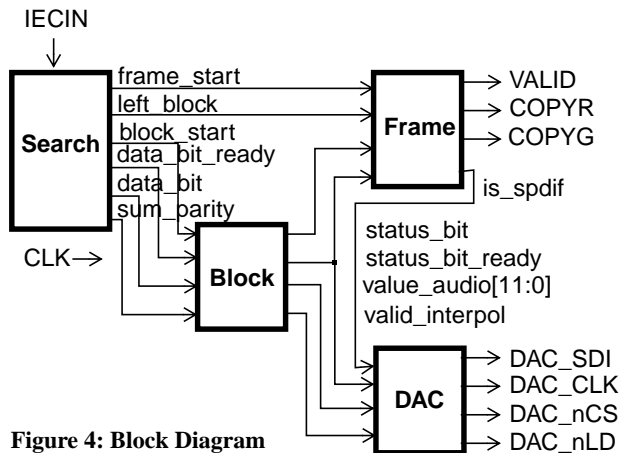 IECIN
frame_start
left_block
block_start
data_bit_ready
data_bit
sum_parity
Search
CLK
Block
Frame
VALID
COPYR
COPYG
is_spdif
status_bit
status_bit_ready
value_audio[11:0]
valid_interpol
DAC
DAC_SDI
DAC_CLK
DAC_nCS
DAC_nLD
Figure 4: Block Diagram